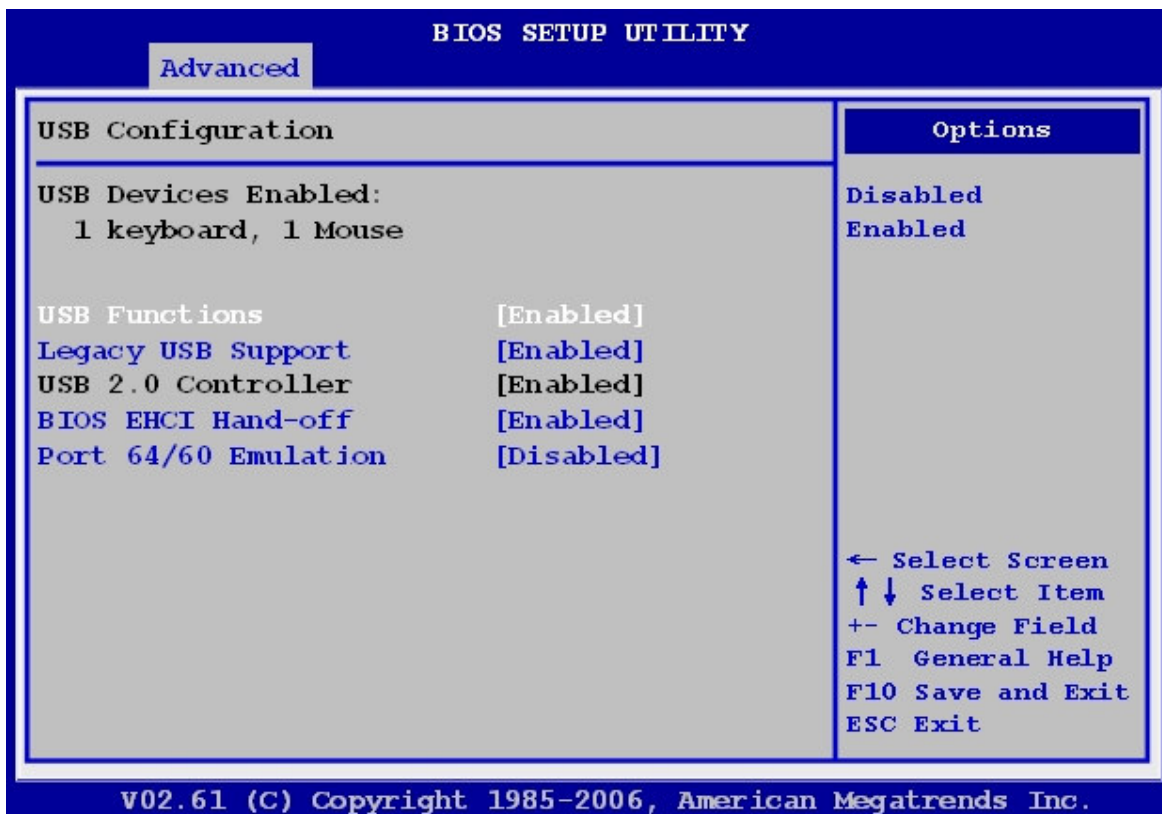 BIOS SETUP UTILITY
Advanced
USB Configuration
USB Devices Enabled:
1 keyboard, 1 Mouse
USB Functions [Enabled]
Legacy USB Support [Enabled]
USB 2.0 Controller [Enabled]
BIOS EHCI Hand-off [Enabled]
Port 64/60 Emulation [Disabled]
Options
Disabled
Enabled
← Select Screen
↑↓ Select Item
+- Change Field
F1 General Help
F10 Save and Exit
ESC Exit
V02.61 (C) Copyright 1985-2006, American Megatrends Inc.